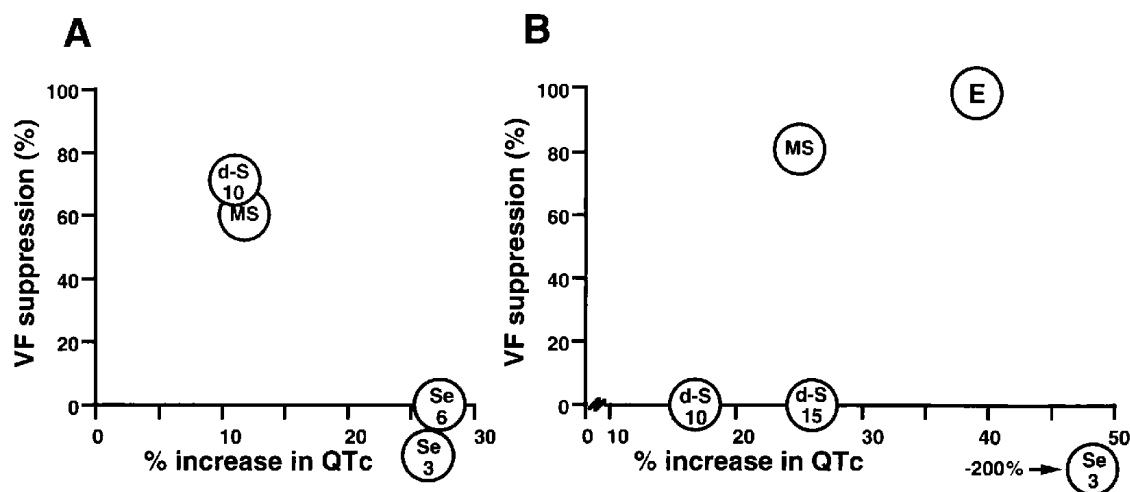 A
VF suppression (%)
100
80
60
40
20
0
d-S
10
MS
Se
6
Se
3
0 10 20 30
% increase in QTc
B
VF suppression (%)
100
80
60
40
20
0
E
MS
d-S
10
d-S
15
0 10 20 30 40 50
% increase in QTc
-200%
Se
3